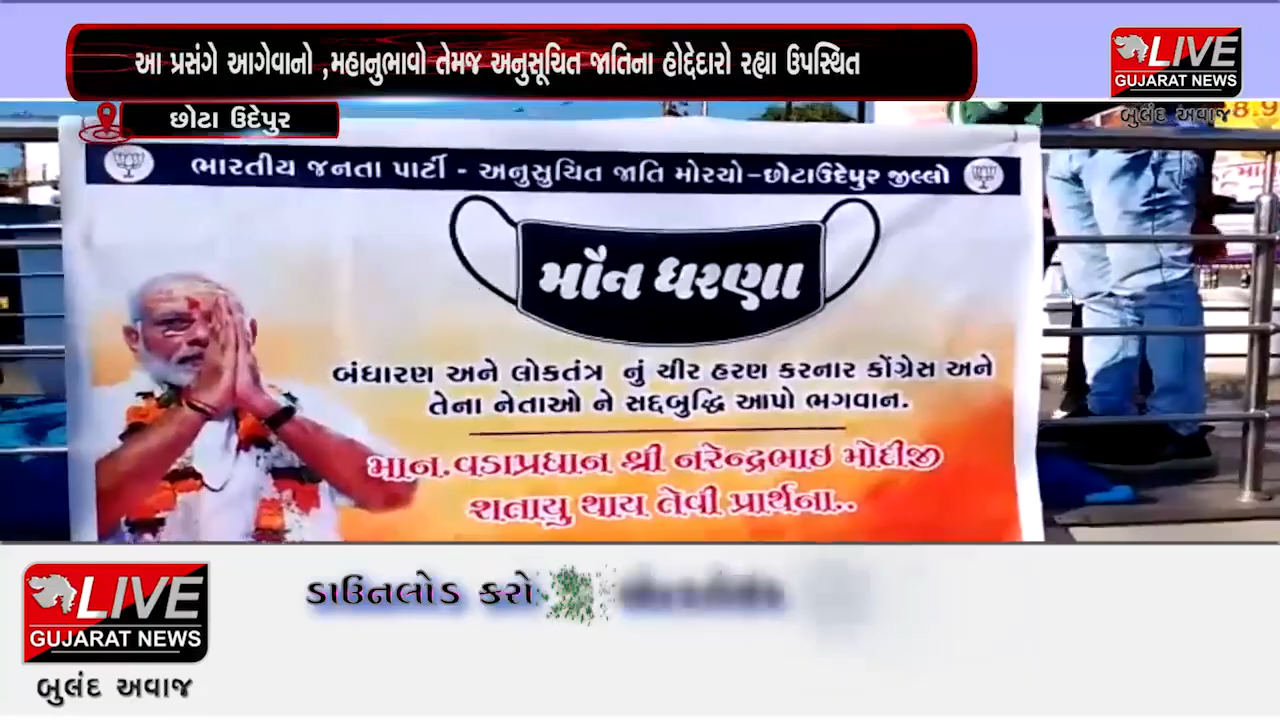 આ પ્રસંગે આગેવાનો ,મહાનુભાવો તેમજ અનુસૂચિત જાતિના હોદ્દેદારો રહ્યા ઉપસ્થિત
LIVE
GUJARAT NEWS
બુલંદ અવાજ
છોટા ઉદેપુર
ભારતીય જનતા પાર્ટી - અનુસુચિત જાતિ મોરચો-છોટાઉદેપુર જીલ્લો
મૌન ધરણા
બંધારણ અને લોકતંત્ર નું ચીર હરણ કરનાર કોંગ્રેસ અને
તેના નેતાઓ ને સદ્દબુદ્ધિ આપો ભગવાન.
માન.વડાપ્રધાન શ્રી નરેન્દ્રભાઇ મોદીજી
શતાયુ થાય તેવી પ્રાર્થના..
LIVE
GUJARAT NEWS
બુલંદ અવાજ
ડાઉનલોડ કરો